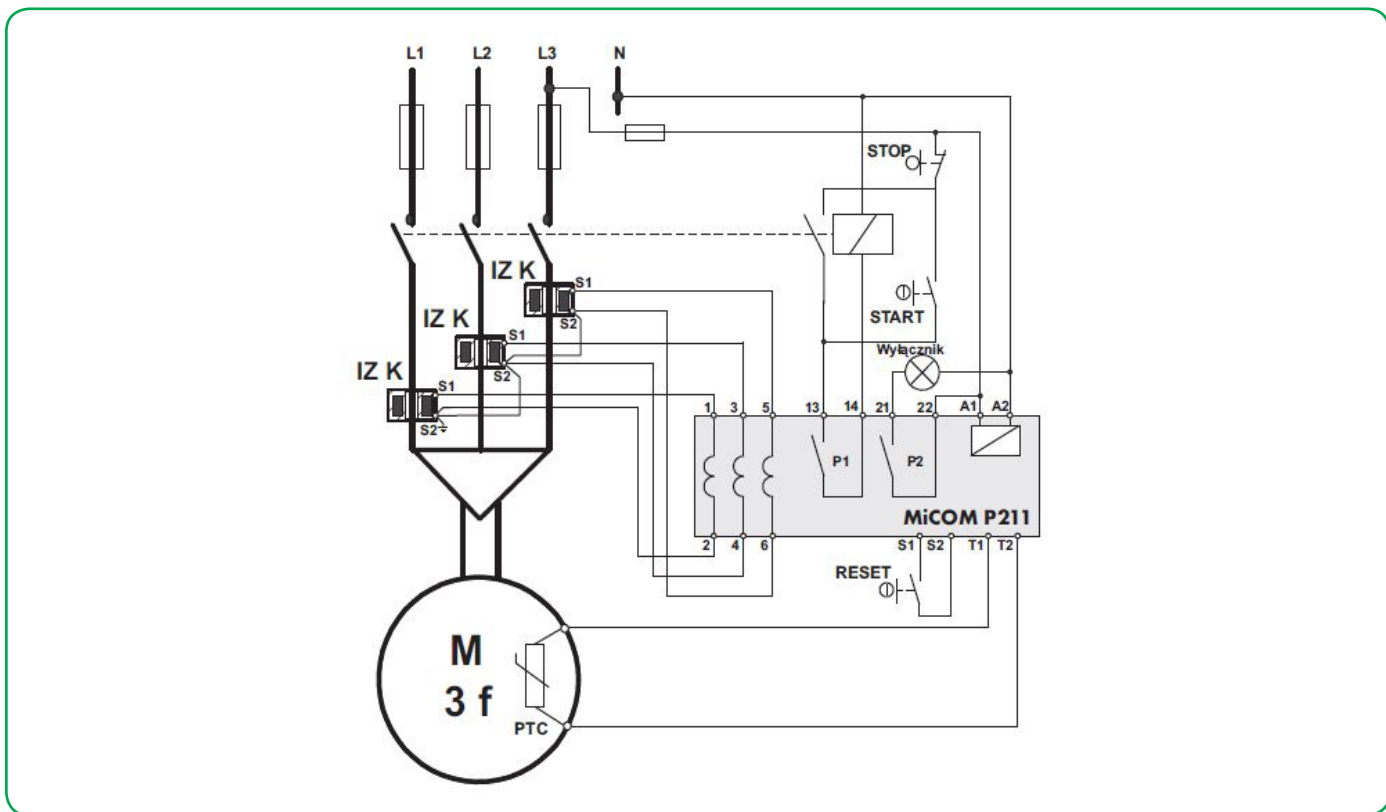 L1 L2 L3 N
STOP
IZ K S1
S2
START
IZ K S1
S2
Wyłącznik
IZ K S1
S2
1 3 5 13 14 21 22 A1 A2
P1 P2
MiCOM P211
2 4 6 S1 S2 T1 T2
RESET
M
3 f
PTC